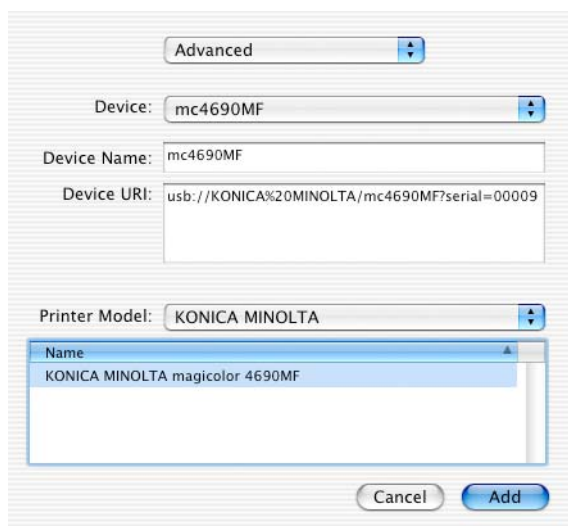 Advanced
Device: mc4690MF
Device Name: mc4690MF
Device URI: usb://KONICA%20MINOLTA/mc4690MF?serial=00009
Printer Model: KONICA MINOLTA
Name
KONICA MINOLTA magicolor 4690MF
Cancel Add